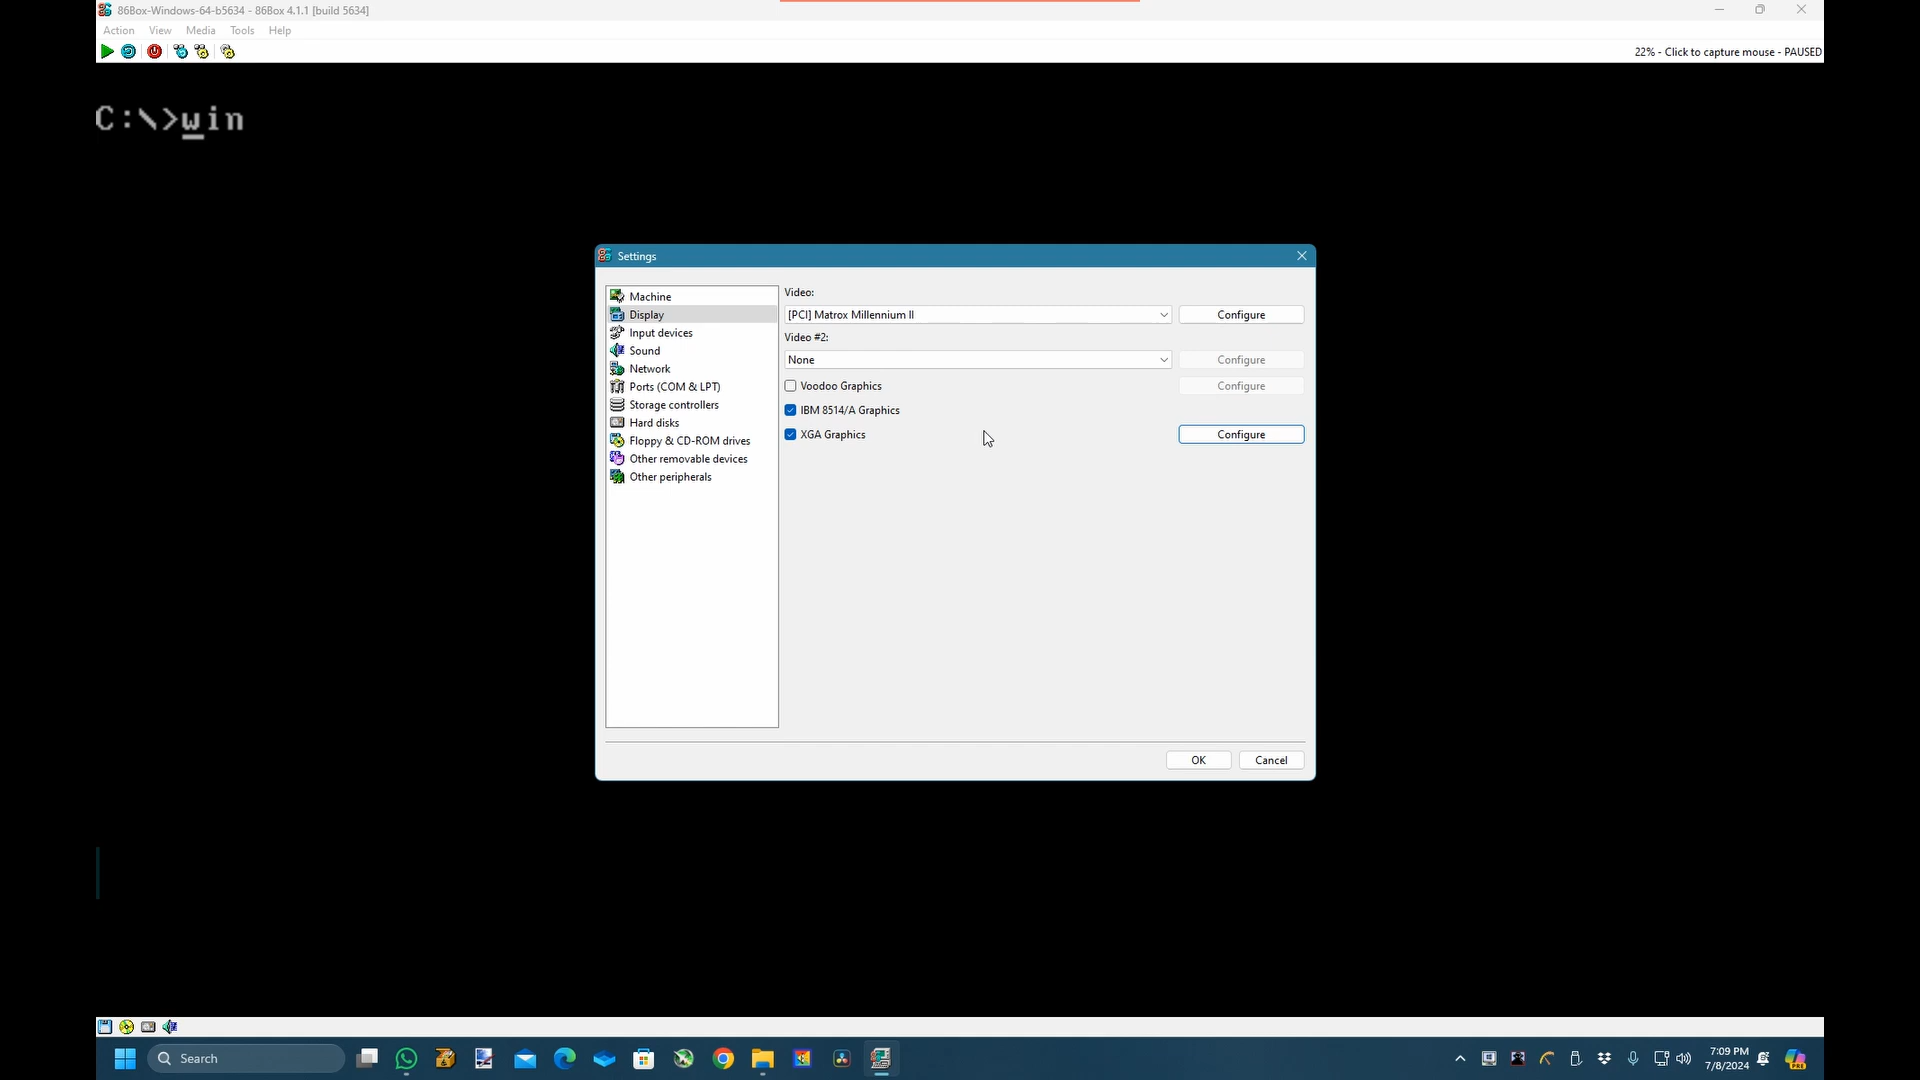 86Box-Windows-64-b5634 - 86Box 4.1.1 [build 5634]
Action View Media Tools Help
22% - Click to capture mouse - PAUSED
C:\>win
Settings
Machine
Display
Input devices
Sound
Network
Ports (COM & LPT)
Storage controllers
Hard disks
Floppy & CD-ROM drives
Other removable devices
Other peripherals
Video:
[PCI] Matrox Millennium II Configure
Video #2:
None Configure
Voodoo Graphics Configure
IBM 8514/A Graphics
XGA Graphics Configure
OK Cancel
Search
7:09 PM
7/8/2024
PRE